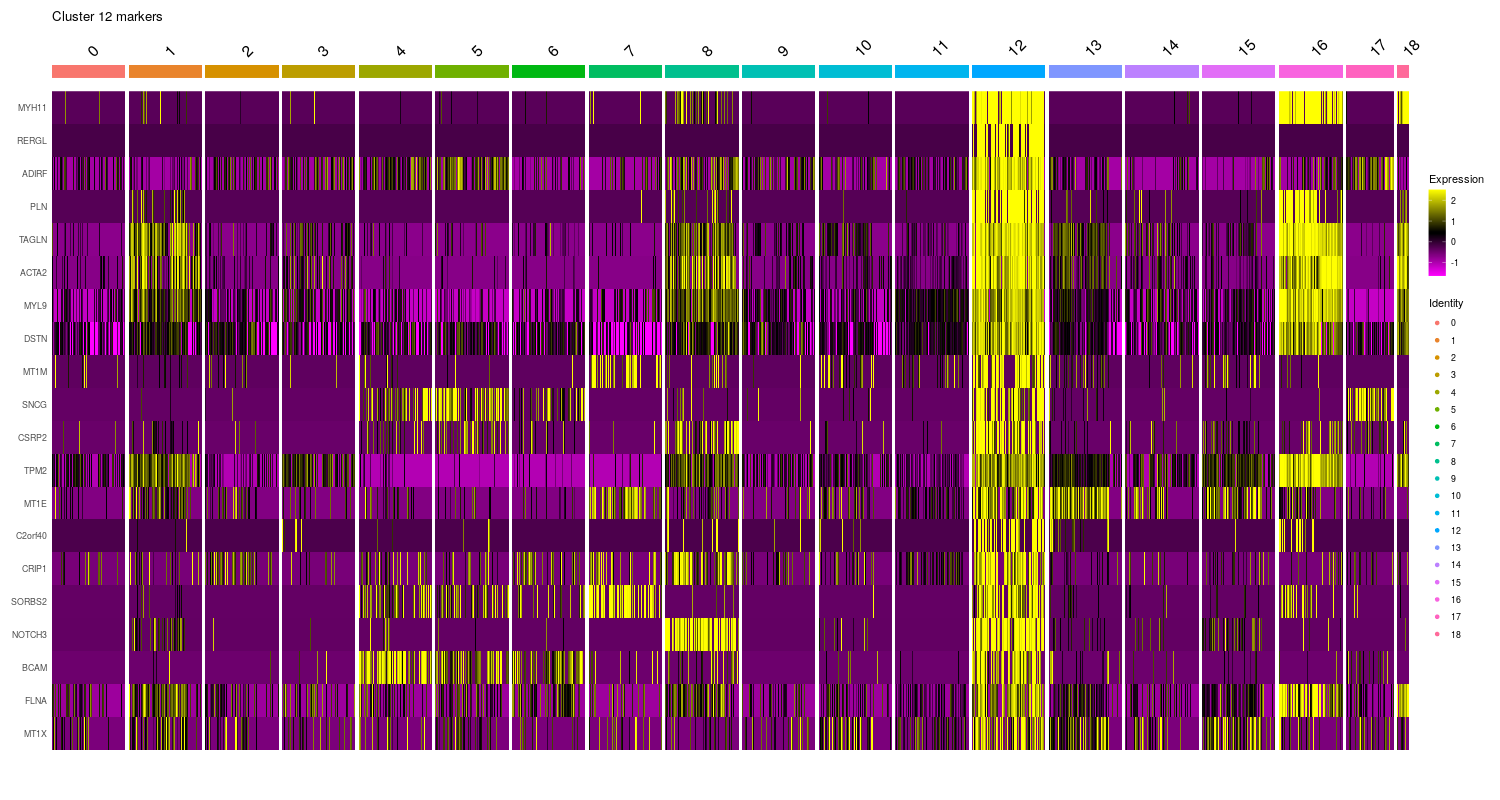 Cluster 12 markers
0 1 2 3 4 5 6 7 8 9 10 11 12 13 14 15 16 17 18
MYH11
RERGL
ADIRF
PLN
TAGLN
ACTA2
MYL9
DSTN
MT1M
SNCG
CSRP2
TPM2
MT1E
C2orf40
CRIP1
SORBS2
NOTCH3
BCAM
FLNA
MT1X
Expression
2
1
0
-1
Identity
0
1
2
3
4
5
6
7
8
9
10
11
12
13
14
15
16
17
18